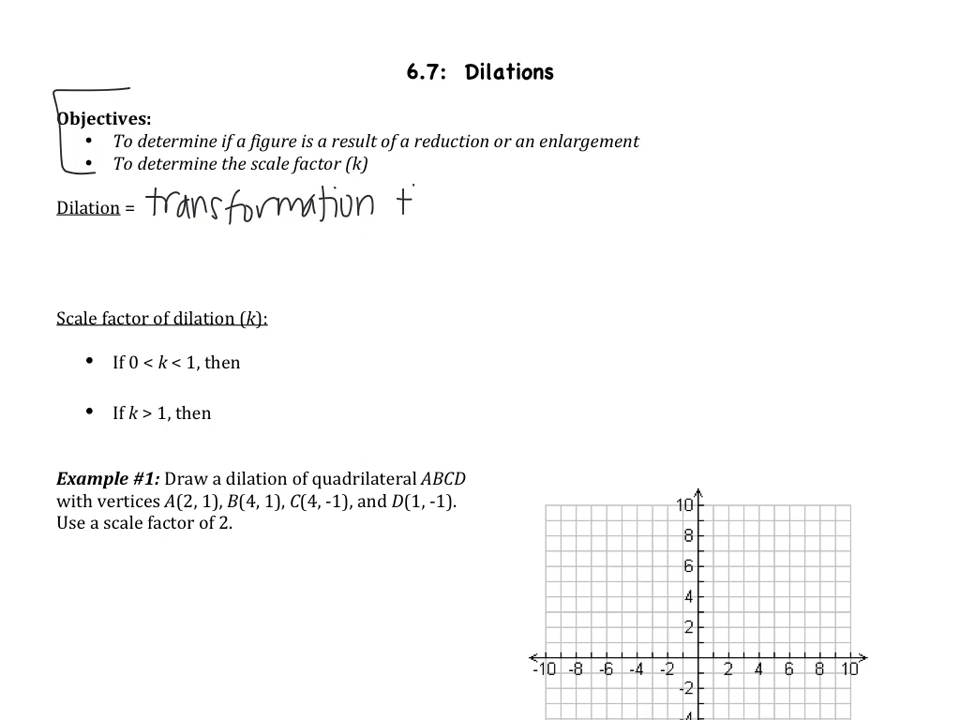 6.7: Dilations
Objectives:
• To determine if a figure is a result of a reduction or an enlargement
• To determine the scale factor (k)
Dilation = transformation t
Scale factor of dilation (k):
• If 0 < k < 1, then
• If k > 1, then
Example #1: Draw a dilation of quadrilateral ABCD
with vertices A(2, 1), B(4, 1), C(4, -1), and D(1, -1).
Use a scale factor of 2.
10
8
6
4
2
-10 -8 -6 -4 -2 2 4 6 8 10
-2
-4